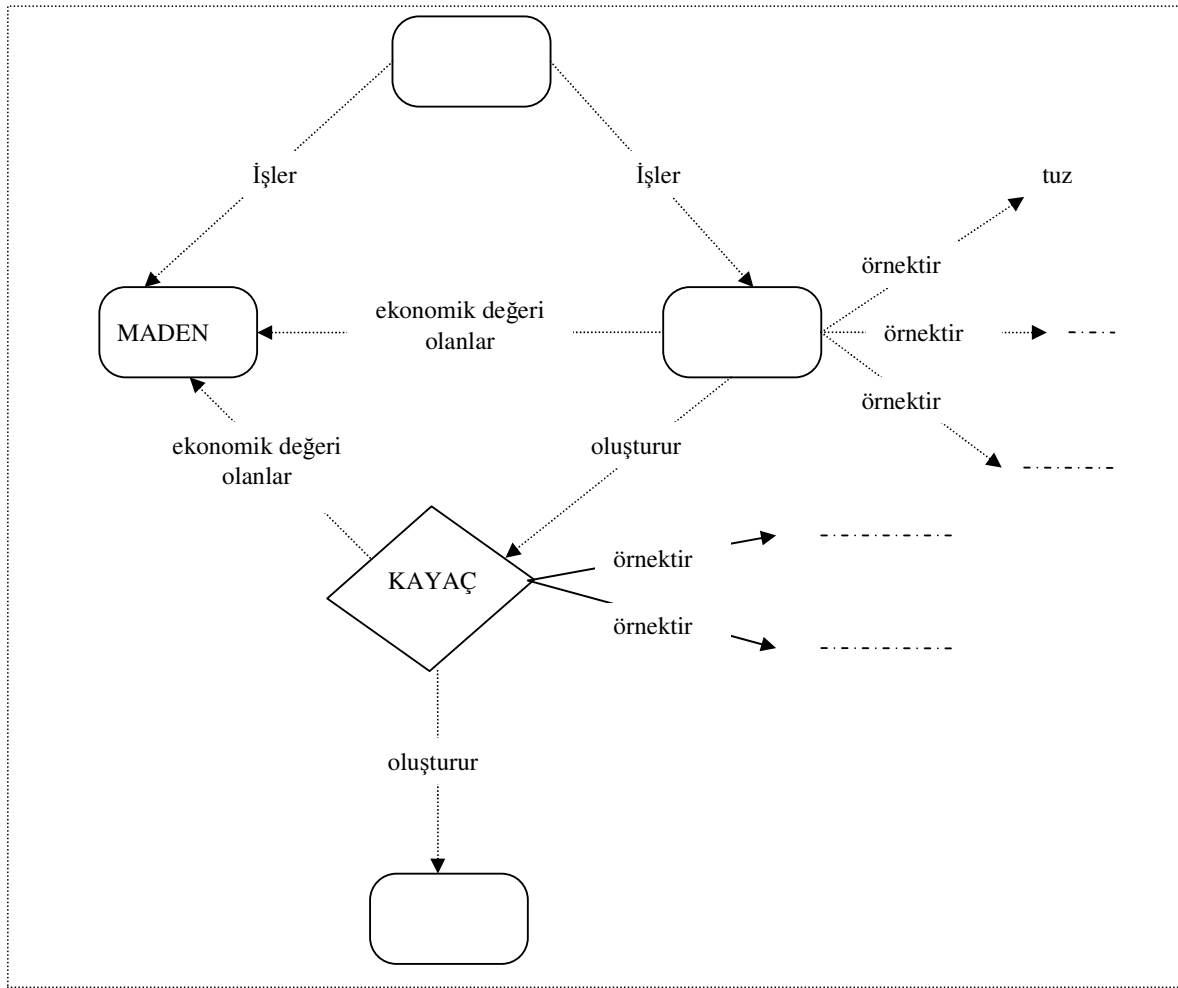 İşler
İşler
tuz
örnektir
MADEN
ekonomik değeri
olanlar
örnektir
örnektir
ekonomik değeri
olanlar
oluşturur
KAYAÇ
örnektir
örnektir
oluşturur